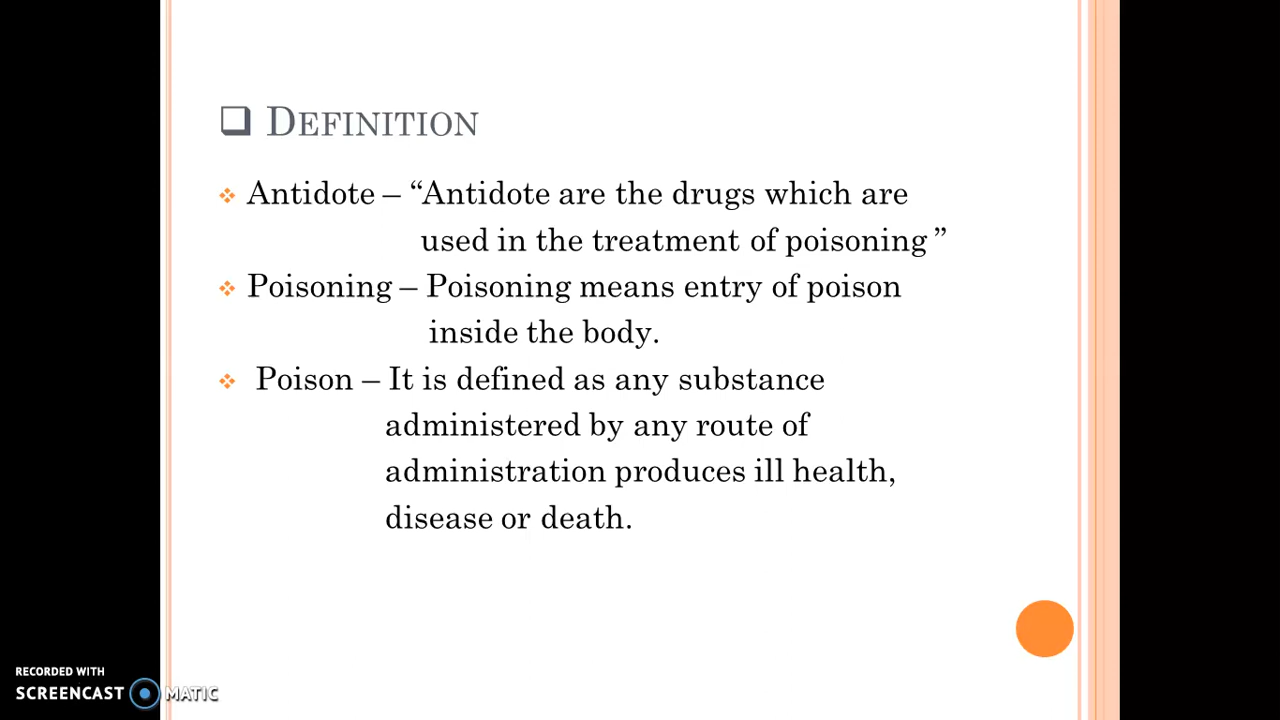 DEFINITION
Antidote – “Antidote are the drugs which are
used in the treatment of poisoning ”
Poisoning – Poisoning means entry of poison
inside the body.
Poison – It is defined as any substance
administered by any route of
administration produces ill health,
disease or death.
RECORDED WITH
SCREENCAST MATIC